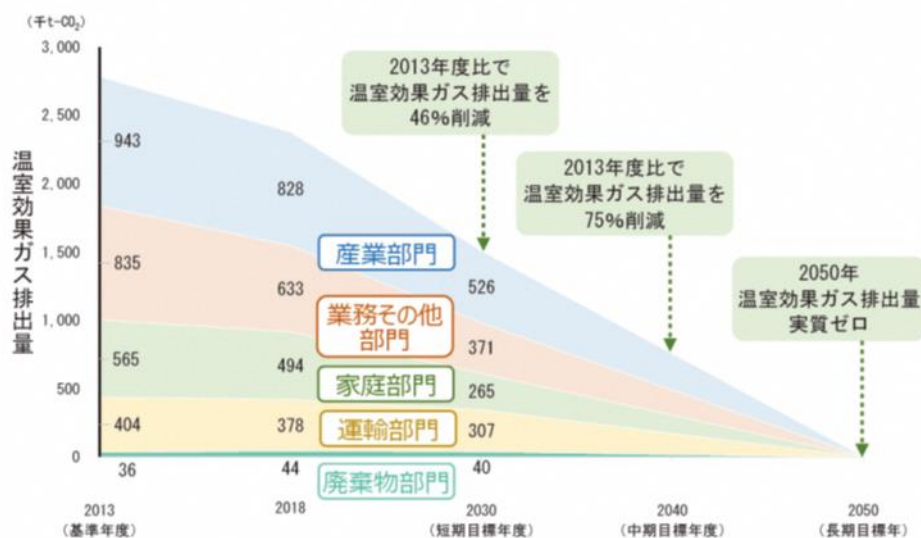 (千t-CO₂)
3,000
2,500
2,000
1,500
1,000
500
0
温室効果ガス排出量
2013年度比で
温室効果ガス排出量を
46%削減
2013年度比で
温室効果ガス排出量を
75%削減
2050年
温室効果ガス排出量
実質ゼロ
943
828
産業部門
526
835
633
業務その他
部門
371
565
494
家庭部門
265
404
378
運輸部門
307
36
44
廃棄物部門
40
2013
(基準年度)
2018
2030
(短期目標年度)
2040
(中期目標年度)
2050
(長期目標年)